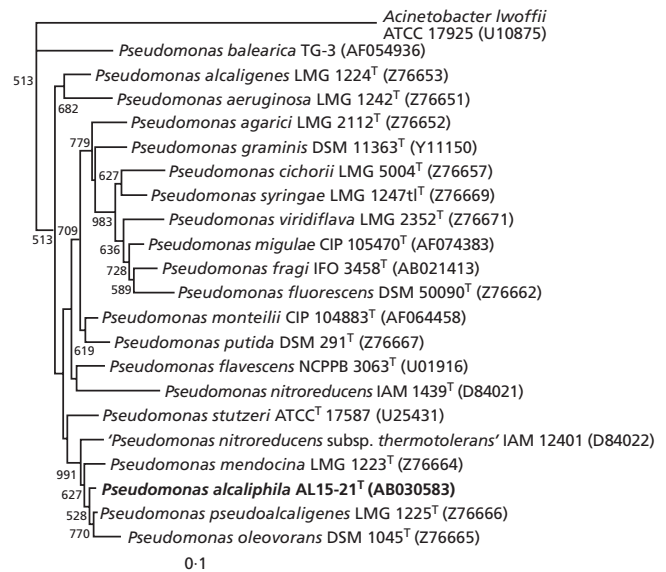 Acinetobacter lwoffii
ATCC 17925 (U10875)
Pseudomonas balearica TG-3 (AF054936)
513
Pseudomonas alcaligenes LMG 1224ᵀ (Z76653)
Pseudomonas aeruginosa LMG 1242ᵀ (Z76651)
682
Pseudomonas agarici LMG 2112ᵀ (Z76652)
779
Pseudomonas graminis DSM 11363ᵀ (Y11150)
Pseudomonas cichorii LMG 5004ᵀ (Z76657)
627
Pseudomonas syringae LMG 1247tlᵀ (Z76669)
983
Pseudomonas viridiflava LMG 2352ᵀ (Z76671)
513
709
Pseudomonas migulae CIP 105470ᵀ (AF074383)
636
Pseudomonas fragi IFO 3458ᵀ (AB021413)
728
Pseudomonas fluorescens DSM 50090ᵀ (Z76662)
589
Pseudomonas monteilii CIP 104883ᵀ (AF064458)
Pseudomonas putida DSM 291ᵀ (Z76667)
619
Pseudomonas flavescens NCPPB 3063ᵀ (U01916)
Pseudomonas nitroreducens IAM 1439ᵀ (D84021)
Pseudomonas stutzeri ATCCᵀ 17587 (U25431)
'Pseudomonas nitroreducens subsp. thermotolerans' IAM 12401 (D84022)
Pseudomonas mendocina LMG 1223ᵀ (Z76664)
991
Pseudomonas alcaliphila AL15-21ᵀ (AB030583)
627
Pseudomonas pseudoalcaligenes LMG 1225ᵀ (Z76666)
528
Pseudomonas oleovorans DSM 1045ᵀ (Z76665)
770
0·1